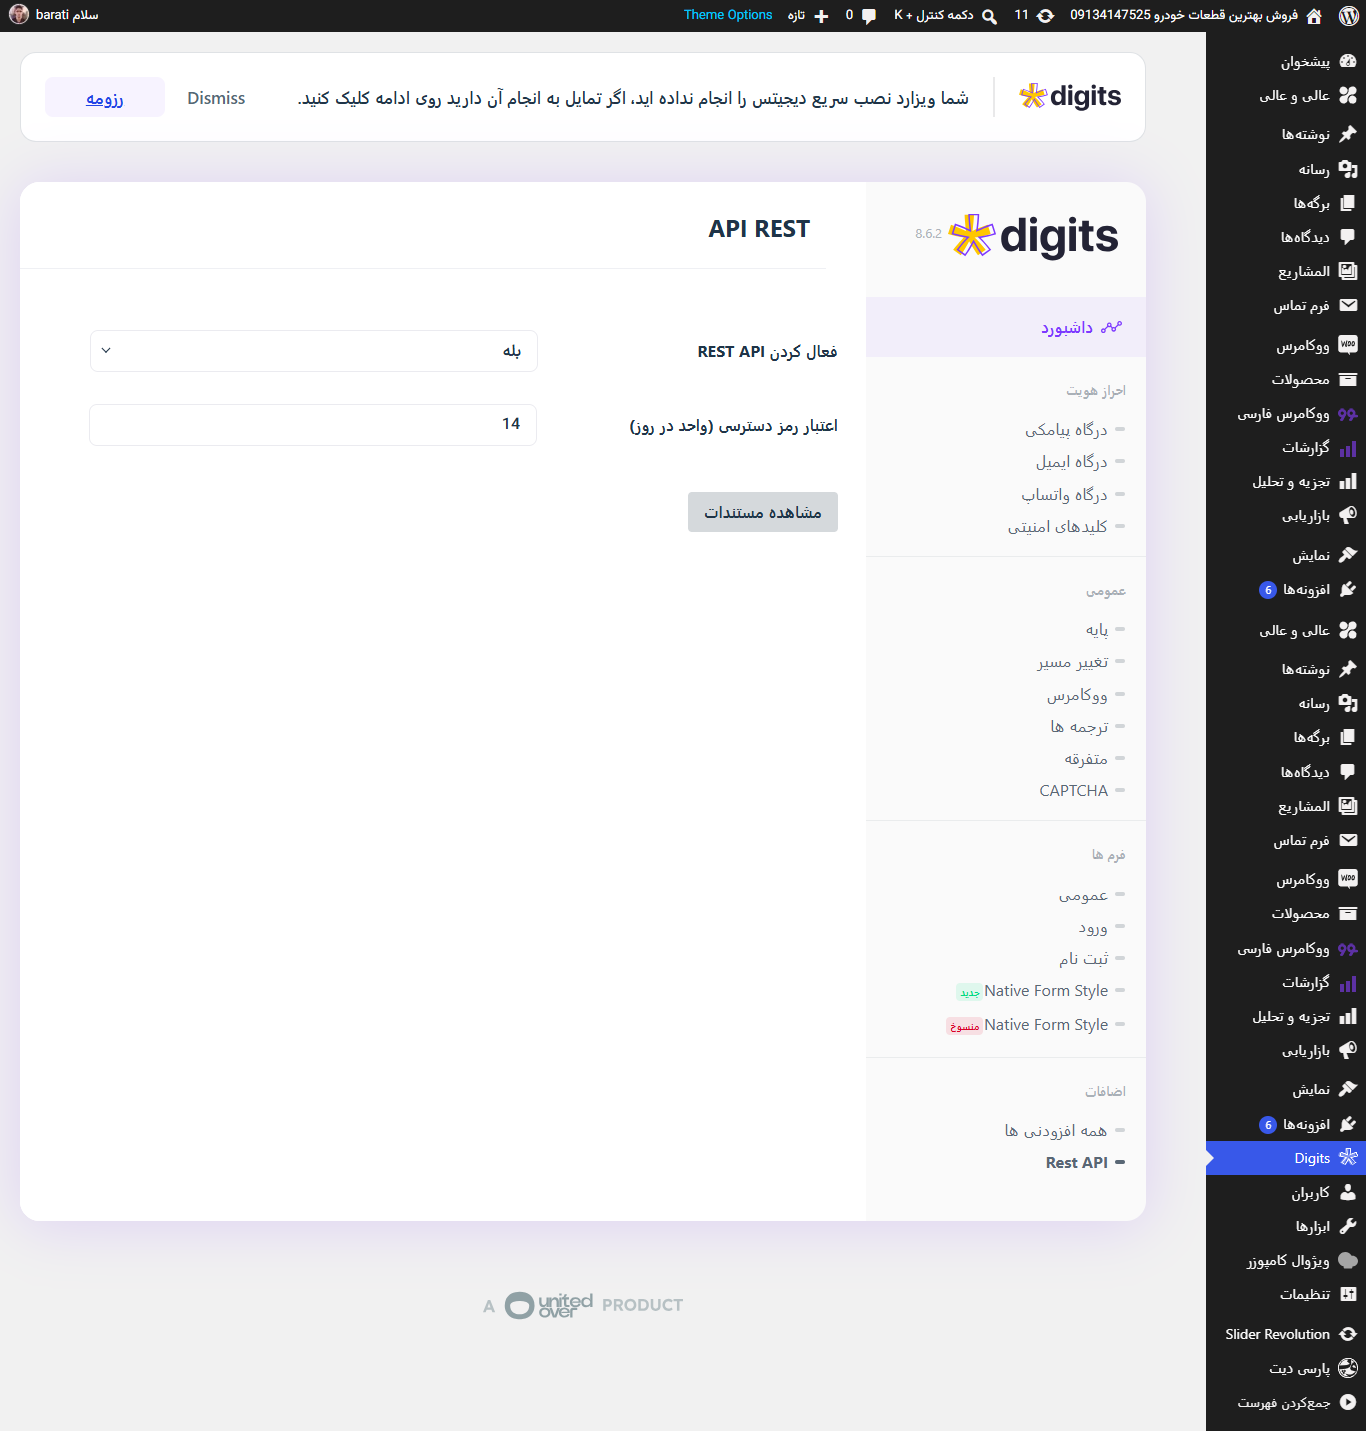 فروش بهترین قطعات خودرو 09134147525
11
دکمه کنترل + K
0
تازه
Theme Options
سلام barati
پیشخوان
عالی و عالی
نوشته‌ها
رسانه
برگه‌ها
دیدگاه‌ها
المشاريع
فرم تماس
ووکامرس
محصولات
ووکامرس فارسی
گزارشات
تجزیه و تحلیل
بازاریابی
نمایش
افزونه‌ها 6
عالی و عالی
نوشته‌ها
رسانه
برگه‌ها
دیدگاه‌ها
المشاريع
فرم تماس
ووکامرس
محصولات
ووکامرس فارسی
گزارشات
تجزیه و تحلیل
بازاریابی
نمایش
افزونه‌ها 6
Digits
کاربران
ابزارها
ویژوال کامپوزر
تنظیمات
Slider Revolution
پارسی دیت
جمع‌کردن فهرست
digits
شما ویزارد نصب سریع دیجیتس را انجام نداده اید، اگر تمایل به انجام آن دارید روی ادامه کلیک کنید.
Dismiss
رزومه
digits 8.6.2
داشبورد
احراز هویت
درگاه پیامکی
درگاه ایمیل
درگاه واتساپ
کلیدهای امنیتی
عمومی
پایه
تغییر مسیر
ووکامرس
ترجمه ها
متفرقه
CAPTCHA
فرم ها
عمومی
ورود
ثبت نام
Native Form Style جدید
Native Form Style منسوخ
اضافات
همه افزودنی ها
Rest API
API REST
فعال کردن REST API
بله
اعتبار رمز دسترسی (واحد در روز)
14
مشاهده مستندات
A united over PRODUCT